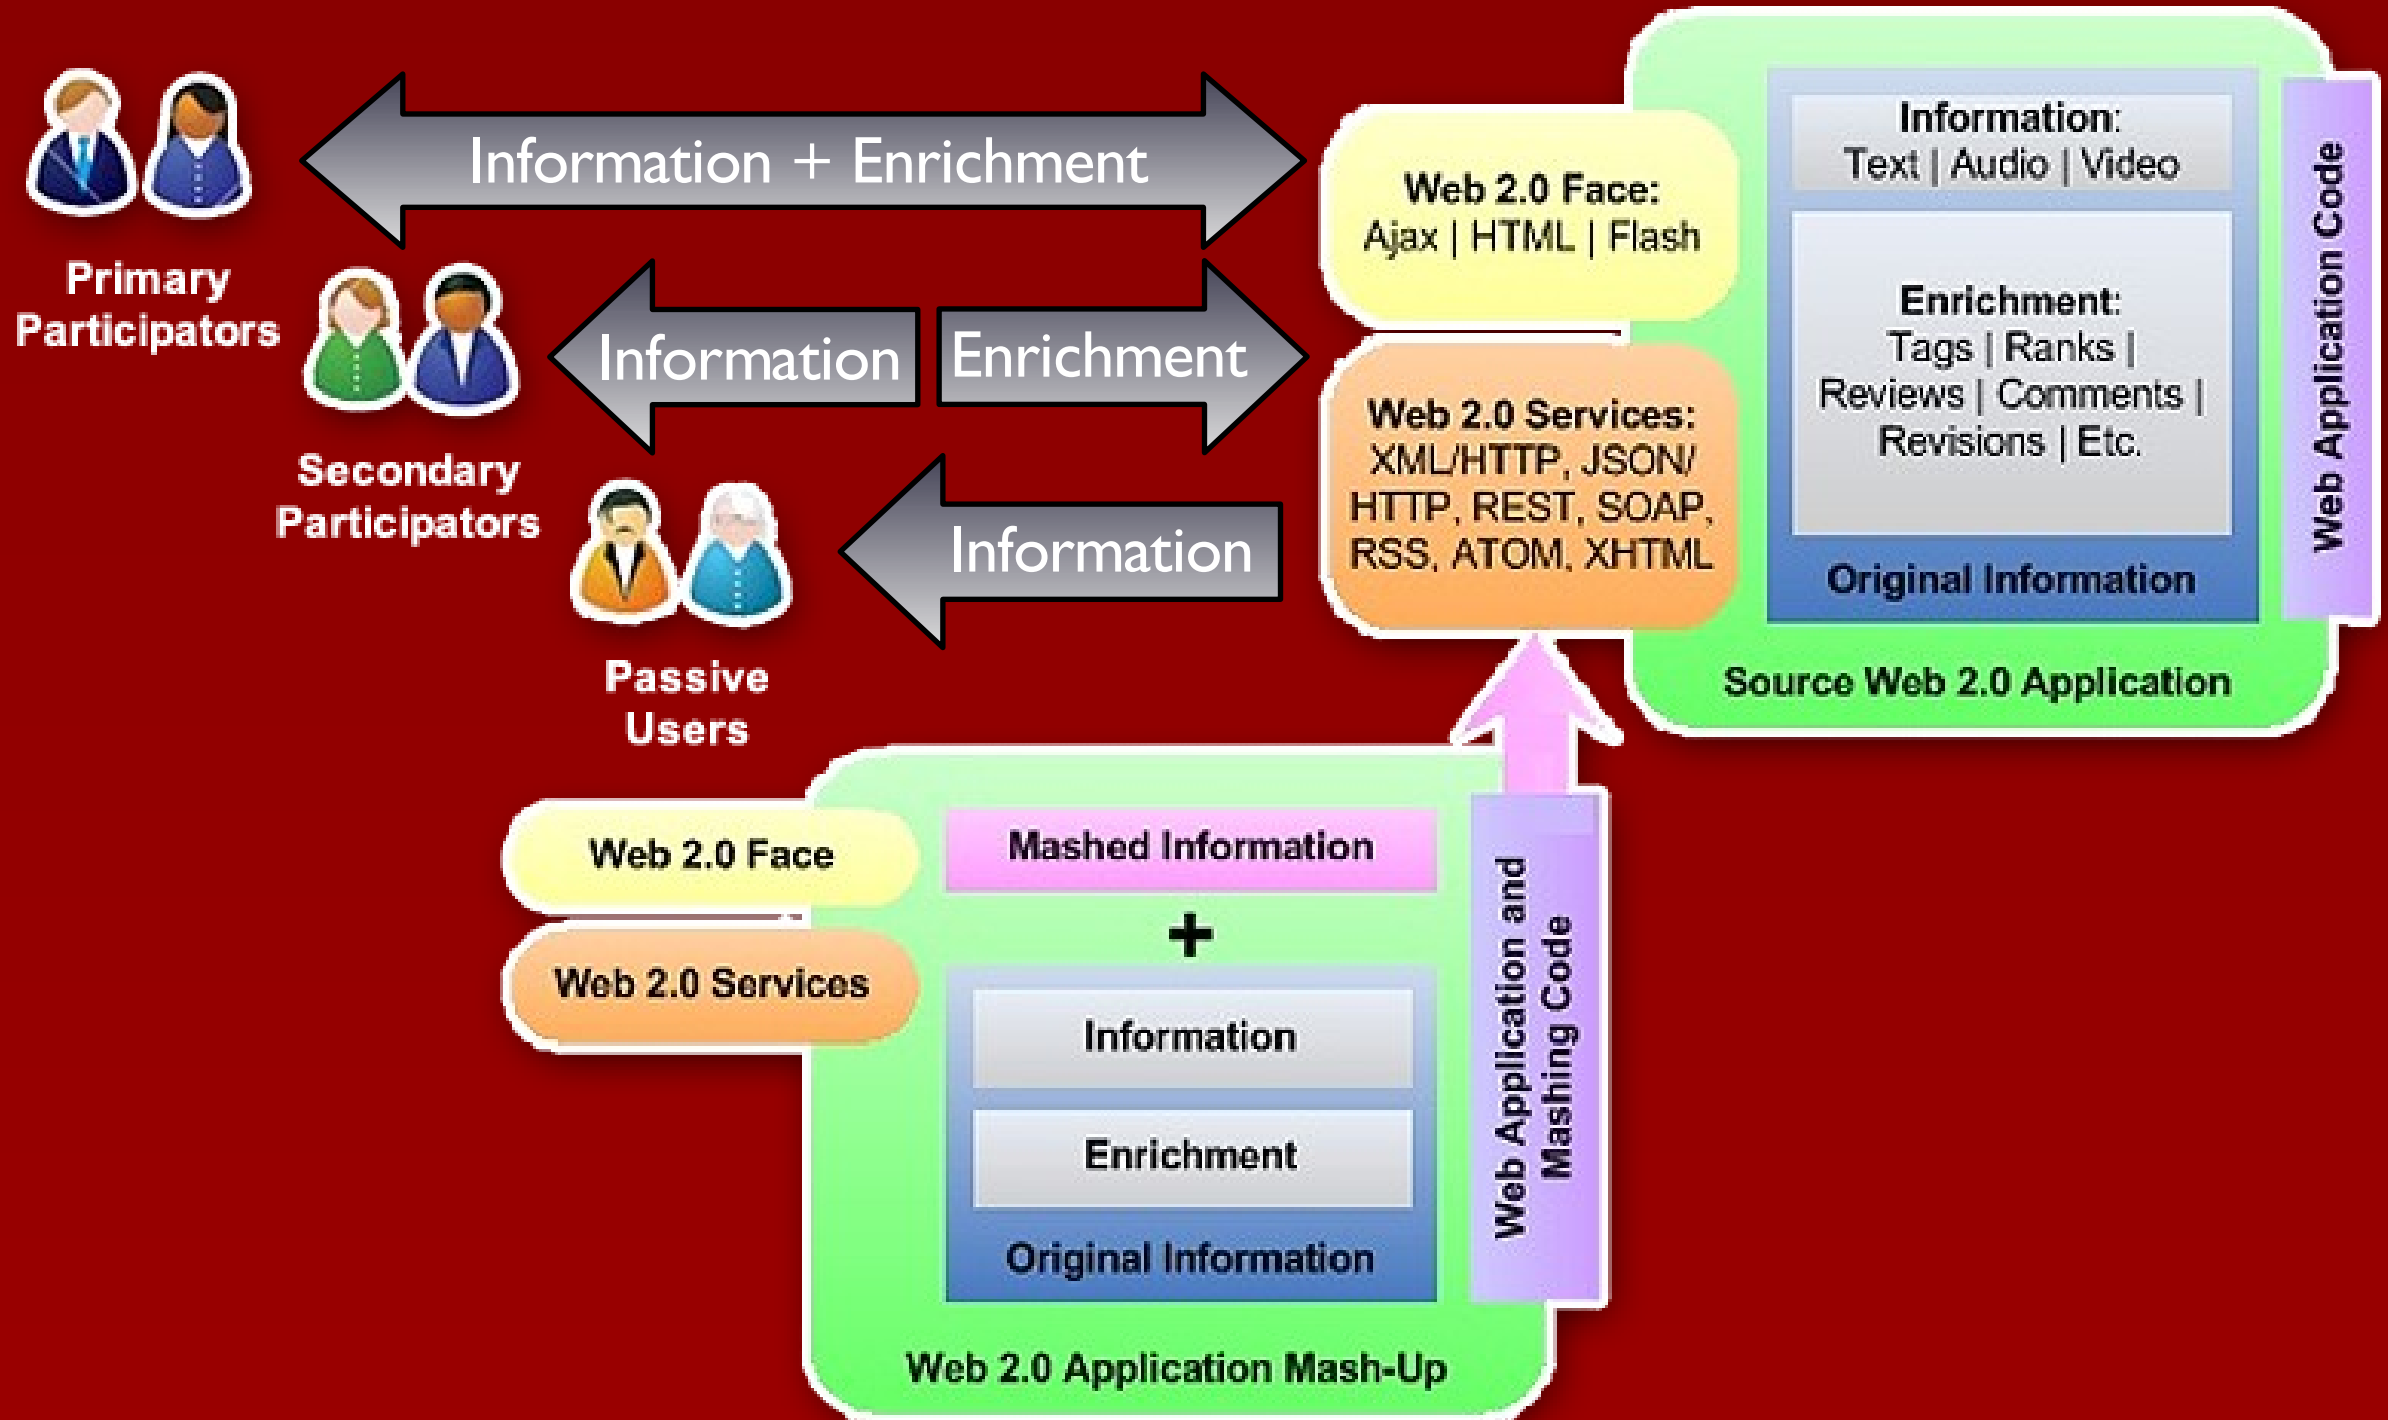 Information + Enrichment
Primary
Participators
Information
Enrichment
Secondary
Participators
Information
Passive
Users
Web 2.0 Face:
Ajax | HTML | Flash
Web 2.0 Services:
XML/HTTP, JSON/
HTTP, REST, SOAP,
RSS, ATOM, XHTML
Information:
Text | Audio | Video
Enrichment:
Tags | Ranks |
Reviews | Comments |
Revisions | Etc.
Original Information
Web Application Code
Source Web 2.0 Application
Web 2.0 Face
Web 2.0 Services
Mashed Information
+
Information
Enrichment
Original Information
Web Application and
Mashing Code
Web 2.0 Application Mash-Up